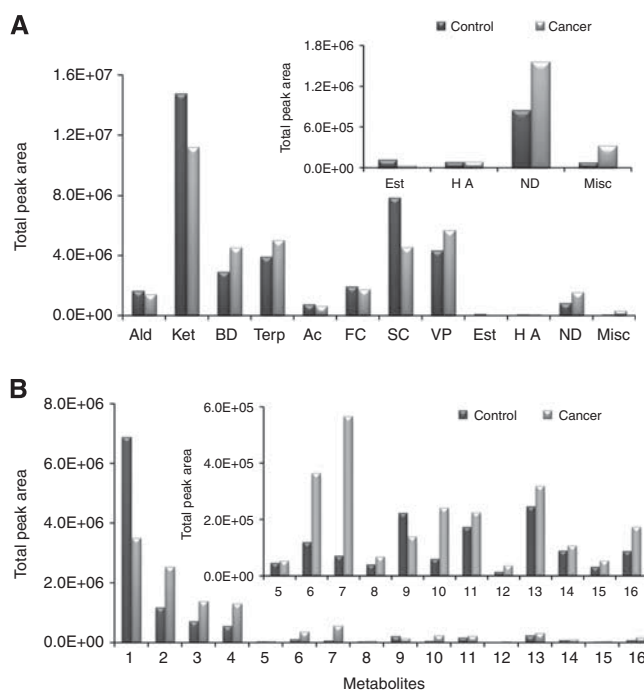 A
Control Cancer
Total peak area
1.6E+07
1.2E+07
8.0E+06
4.0E+06
0.0E+00
Ald Ket BD Terp Ac FC SC VP Est H A ND Misc
Total peak area
1.8E+06
1.2E+06
6.0E+05
0.0E+00
Est H A ND Misc
B
Total peak area
8.0E+06
6.0E+06
4.0E+06
2.0E+06
0.0E+00
1 2 3 4 5 6 7 8 9 10 11 12 13 14 15 16
Metabolites
Control Cancer
Total peak area
6.0E+05
4.0E+05
2.0E+05
0.0E+00
5 6 7 8 9 10 11 12 13 14 15 16